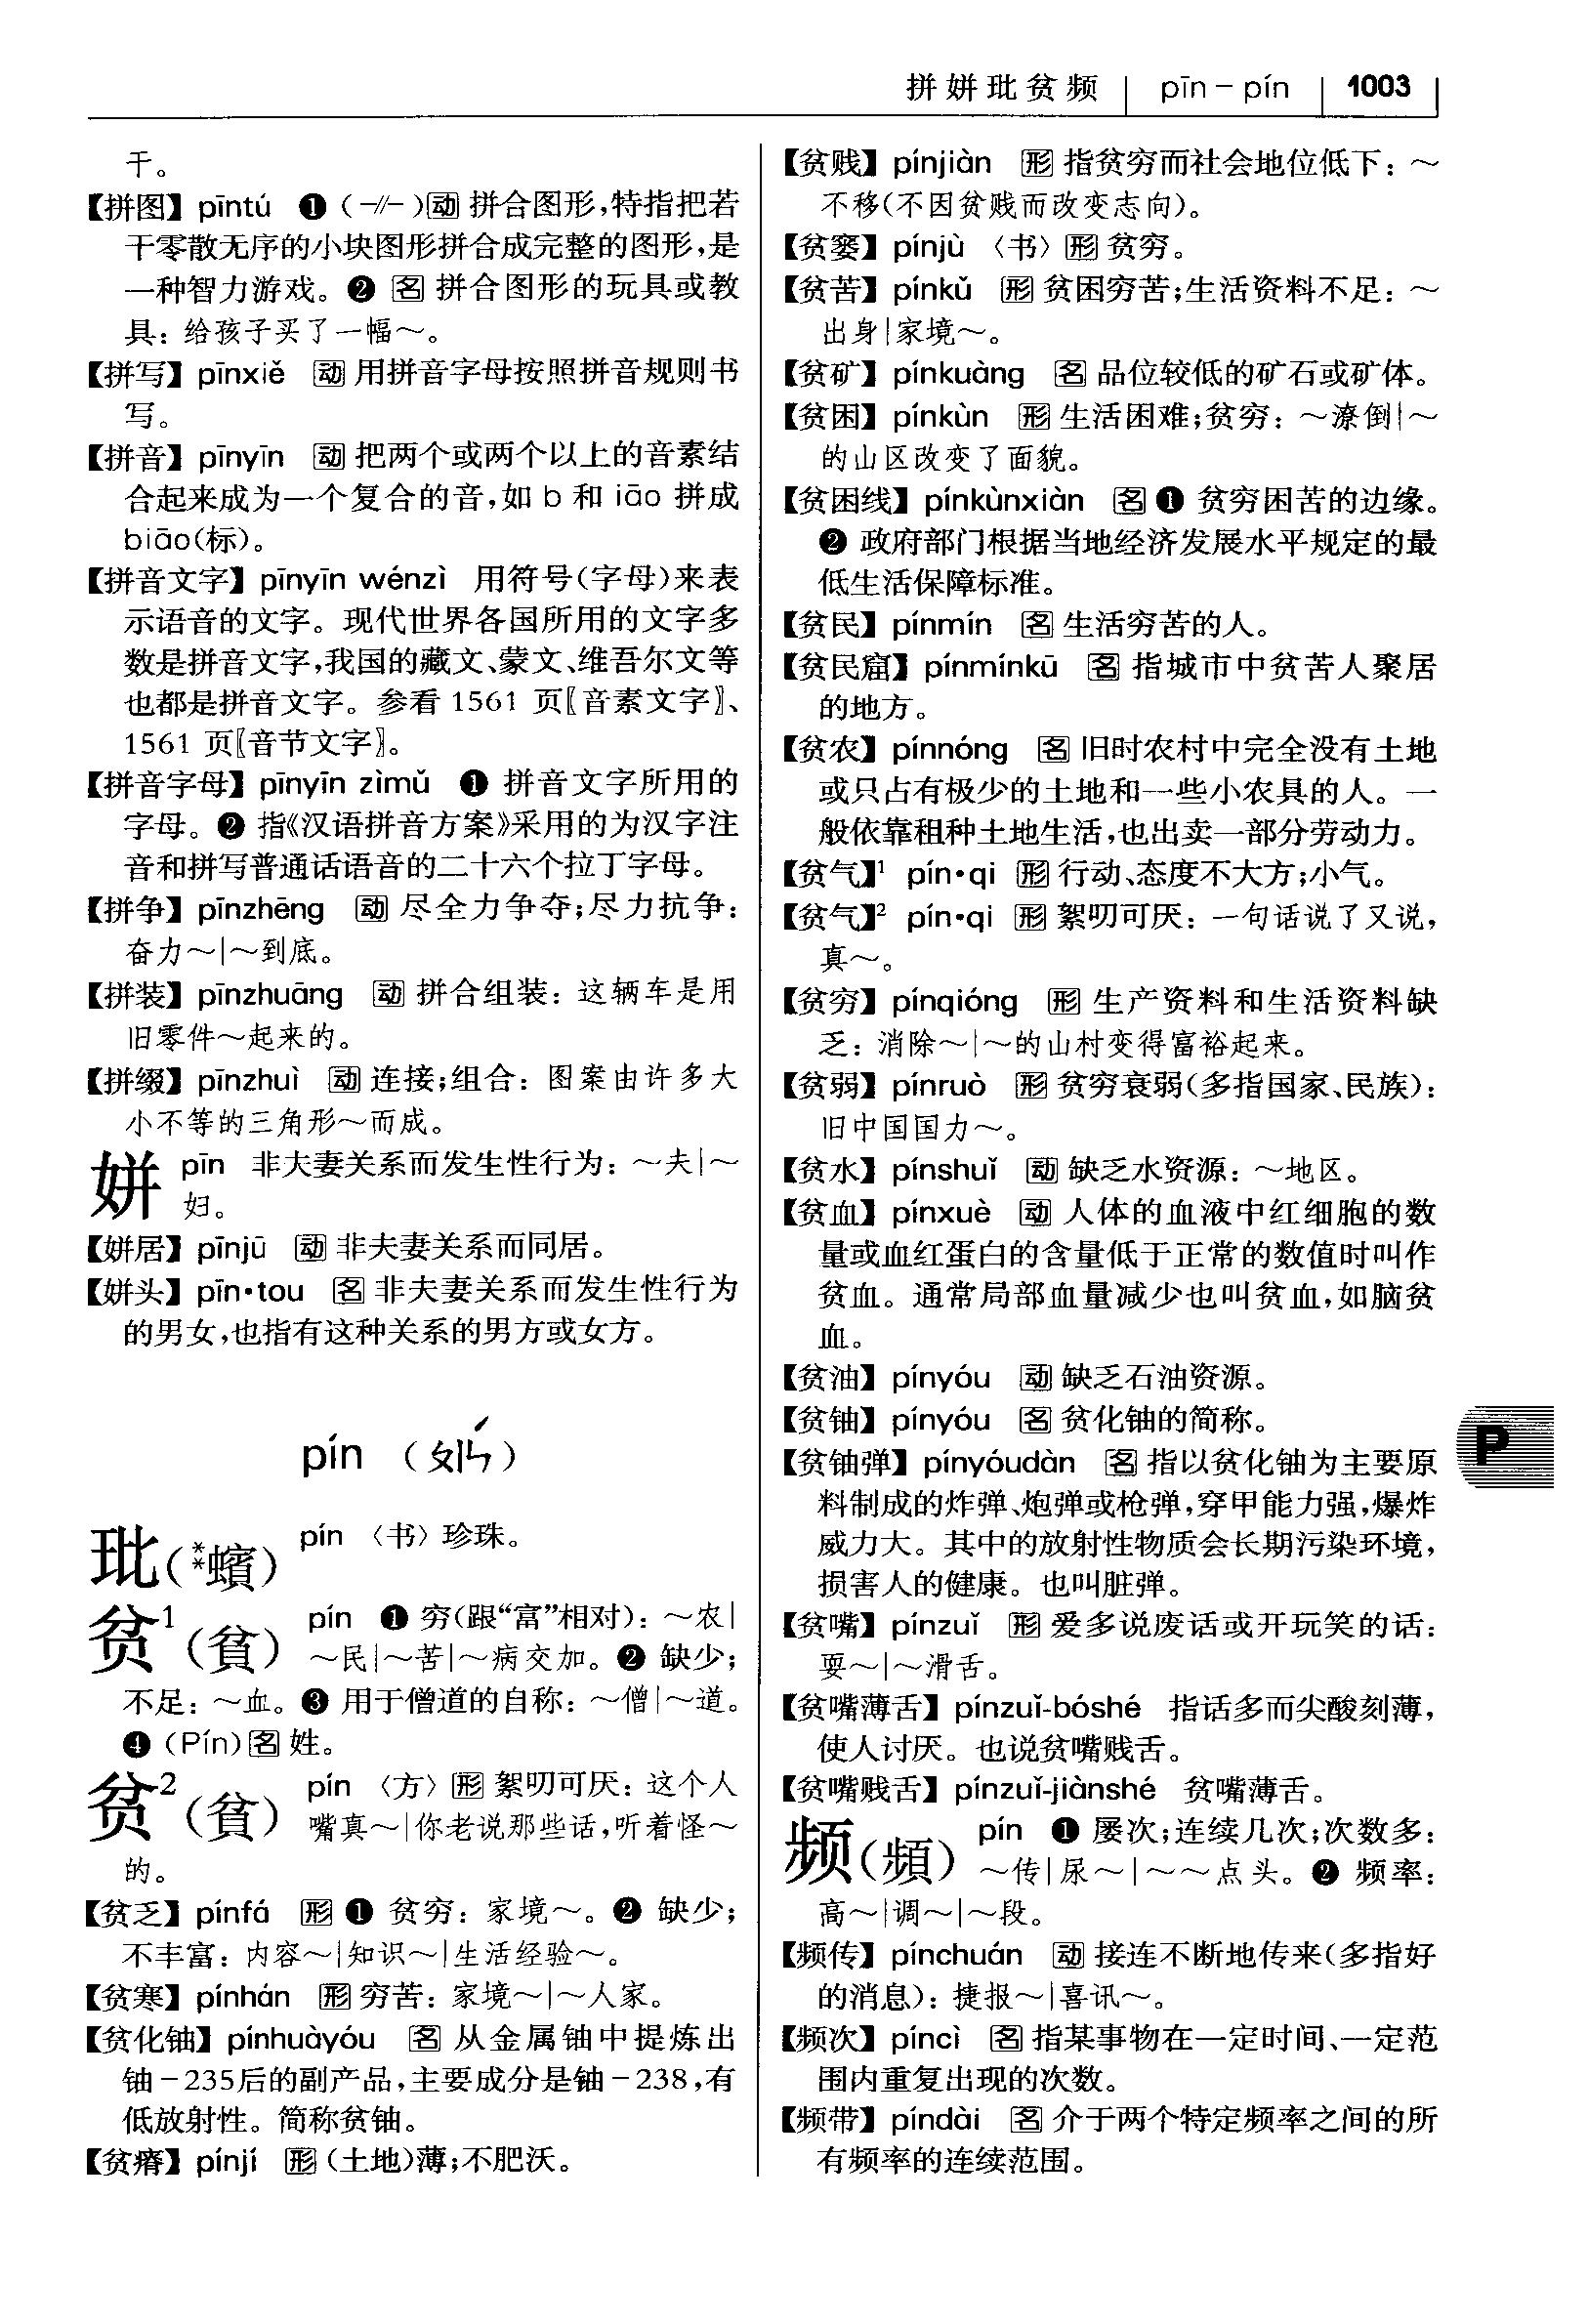 拼姘玭贫频 | pīn－pín | 1003
干。
【拼图】 pīntú ❶（-//-）动 拼合图形，特指把若
干零散无序的小块图形拼合成完整的图形，是
一种智力游戏。❷ 名 拼合图形的玩具或教
具：给孩子买了一幅～。
【拼写】 pīnxiě 动 用拼音字母按照拼音规则书
写。
【拼音】 pīnyīn 动 把两个或两个以上的音素结
合起来成为一个复合的音，如 b 和 iāo 拼成
biāo(标)。
【拼音文字】 pīnyīn wénzì 用符号(字母)来表
示语音的文字。现代世界各国所用的文字多
数是拼音文字，我国的藏文、蒙文、维吾尔文等
也都是拼音文字。参看 1561 页〖音素文字〗、
1561 页〖音节文字〗。
【拼音字母】 pīnyīn zìmǔ ❶ 拼音文字所用的
字母。❷ 指《汉语拼音方案》采用的为汉字注
音和拼写普通话语音的二十六个拉丁字母。
【拼争】 pīnzhēng 动 尽全力争夺；尽力抗争：
奋力～|～到底。
【拼装】 pīnzhuāng 动 拼合组装：这辆车是用
旧零件～起来的。
【拼缀】 pīnzhuì 动 连接；组合：图案由许多大
小不等的三角形～而成。
姘 pīn 非夫妻关系而发生性行为：～夫|～
妇。
【姘居】 pīnjū 动 非夫妻关系而同居。
【姘头】 pīn·tou 名 非夫妻关系而发生性行为
的男女，也指有这种关系的男方或女方。
pín （ㄆㄧㄣˊ）
玭(**蠙) pín 〈书〉珍珠。
贫¹(貧) pín ❶ 穷(跟“富”相对)：～农|
～民|～苦|～病交加。❷ 缺少；
不足：～血。❸ 用于僧道的自称：～僧|～道。
❹ (Pín) 名 姓。
贫²(貧) pín 〈方〉形 絮叨可厌：这个人
嘴真～|你老说那些话，听着怪～
的。
【贫乏】 pínfá 形 ❶ 贫穷：家境～。❷ 缺少；
不丰富：内容～|知识～|生活经验～。
【贫寒】 pínhán 形 穷苦：家境～|～人家。
【贫化铀】 pínhuàyóu 名 从金属铀中提炼出
铀－235后的副产品，主要成分是铀－238，有
低放射性。简称贫铀。
【贫瘠】 pínjí 形 (土地)薄；不肥沃。
【贫贱】 pínjiàn 形 指贫穷而社会地位低下：～
不移(不因贫贱而改变志向)。
【贫窭】 pínjù 〈书〉形 贫穷。
【贫苦】 pínkǔ 形 贫困穷苦；生活资料不足：～
出身|家境～。
【贫矿】 pínkuàng 名 品位较低的矿石或矿体。
【贫困】 pínkùn 形 生活困难；贫穷：～潦倒|～
的山区改变了面貌。
【贫困线】 pínkùnxiàn 名 ❶ 贫穷困苦的边缘。
❷ 政府部门根据当地经济发展水平规定的最
低生活保障标准。
【贫民】 pínmín 名 生活穷苦的人。
【贫民窟】 pínmínkū 名 指城市中贫苦人聚居
的地方。
【贫农】 pínnóng 名 旧时农村中完全没有土地
或只占有极少的土地和一些小农具的人。一
般依靠租种土地生活，也出卖一部分劳动力。
【贫气】¹ pín·qi 形 行动、态度不大方；小气。
【贫气】² pín·qi 形 絮叨可厌：一句话说了又说，
真～。
【贫穷】 pínqióng 形 生产资料和生活资料缺
乏：消除～|～的山村变得富裕起来。
【贫弱】 pínruò 形 贫穷衰弱(多指国家、民族)：
旧中国国力～。
【贫水】 pínshuǐ 动 缺乏水资源：～地区。
【贫血】 pínxuè 动 人体的血液中红细胞的数
量或血红蛋白的含量低于正常的数值时叫作
贫血。通常局部血量减少也叫贫血，如脑贫
血。
【贫油】 pínyóu 动 缺乏石油资源。
【贫铀】 pínyóu 名 贫化铀的简称。
【贫铀弹】 pínyóudàn 名 指以贫化铀为主要原
料制成的炸弹、炮弹或枪弹，穿甲能力强，爆炸
威力大。其中的放射性物质会长期污染环境，
损害人的健康。也叫脏弹。
【贫嘴】 pínzuǐ 形 爱多说废话或开玩笑的话：
耍～|～滑舌。
【贫嘴薄舌】 pínzuǐ-bóshé 指话多而尖酸刻薄，
使人讨厌。也说贫嘴贱舌。
【贫嘴贱舌】 pínzuǐ-jiànshé 贫嘴薄舌。
频(頻) pín ❶ 屡次；连续几次；次数多：
～传|尿～|～～点头。❷ 频率：
高～|调～|～段。
【频传】 pínchuán 动 接连不断地传来(多指好
的消息)：捷报～|喜讯～。
【频次】 píncì 名 指某事物在一定时间、一定范
围内重复出现的次数。
【频带】 píndài 名 介于两个特定频率之间的所
有频率的连续范围。
P